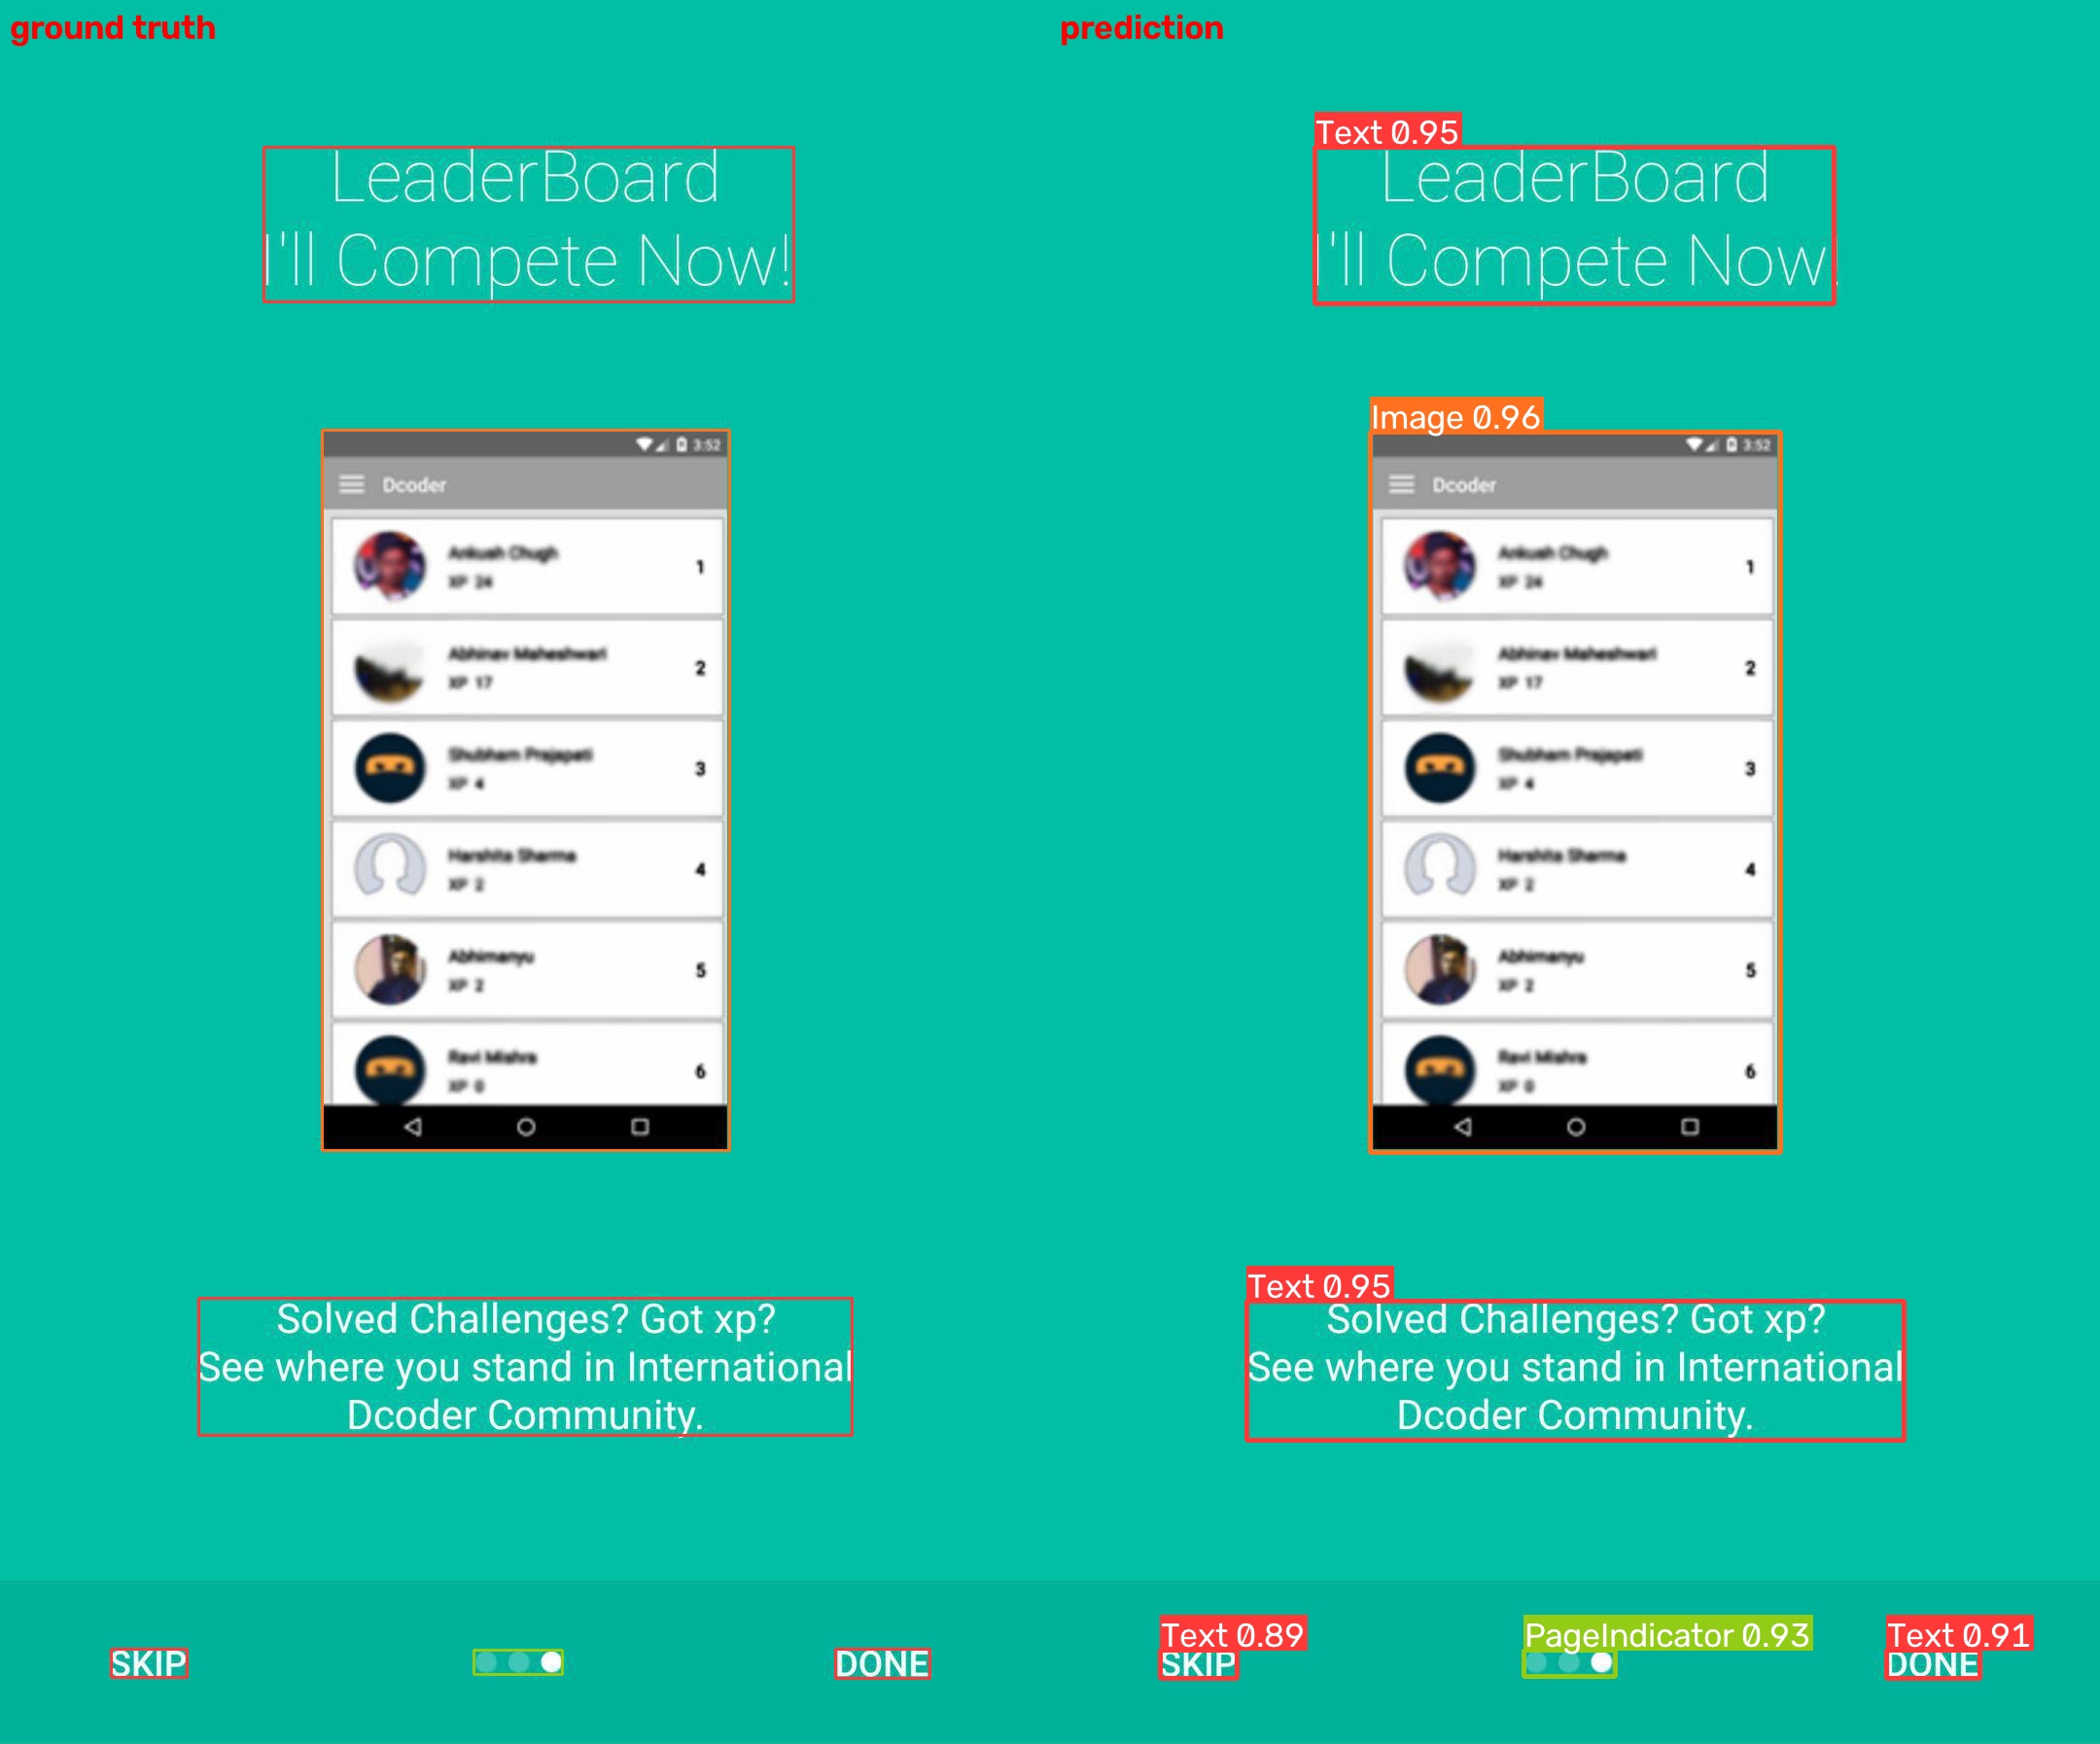 ground truth
LeaderBoard
I'll Compete Now!
3:52
Dcoder
Ankush Chugh
XP 24
1
Abhinav Maheshwari
XP 17
2
Shubham Prajapati
XP 4
3
Harshita Sharma
XP 2
4
Abhimanyu
XP 2
5
Ravi Mishra
XP 0
6
Solved Challenges? Got xp?
See where you stand in International
Dcoder Community.
SKIP
DONE
prediction
Text 0.95
LeaderBoard
I'll Compete Now!
Image 0.96
3:52
Dcoder
Ankush Chugh
XP 24
1
Abhinav Maheshwari
XP 17
2
Shubham Prajapati
XP 4
3
Harshita Sharma
XP 2
4
Abhimanyu
XP 2
5
Ravi Mishra
XP 0
6
Text 0.95
Solved Challenges? Got xp?
See where you stand in International
Dcoder Community.
Text 0.89
SKIP
PageIndicator 0.93
Text 0.91
DONE